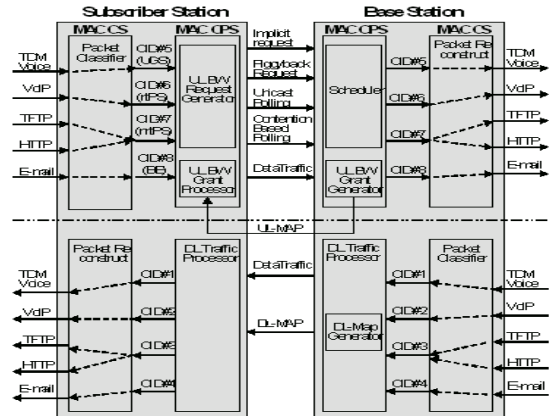 Subscriber Station
Base Station
MAC CS
MAC CPS
MAC CPS
MAC CS
Packet
Classifier
CID#5
(UGS)
CID#6
(rtPS)
CID#7
(nrtPS)
CID#8
(BE)
UL BW
Request
Generator
UL BW
Grant
Processor
Implicit
request
Piggyback
Request
Unicast
Polling
Contention
Based
Polling
Data Traffic
Scheduler
UL BW
Grant
Generator
CID#5
CID#6
CID#7
CID#8
Packet Re
construct
TDM
Voice
VoIP
TFTP
HTTP
E-mail
TDM
Voice
VoIP
TFTP
HTTP
E-mail
UL-MAP
Packet Re
construct
DL Traffic
Processor
Data Traffic
DL-MAP
DL Traffic
Processor
DL-Map
Generator
Packet
Classifier
CID#1
CID#2
CID#3
CID#4
CID#1
CID#2
CID#3
CID#4
TDM
Voice
VoIP
TFTP
HTTP
E-mail
TDM
Voice
VoIP
TFTP
HTTP
E-mail